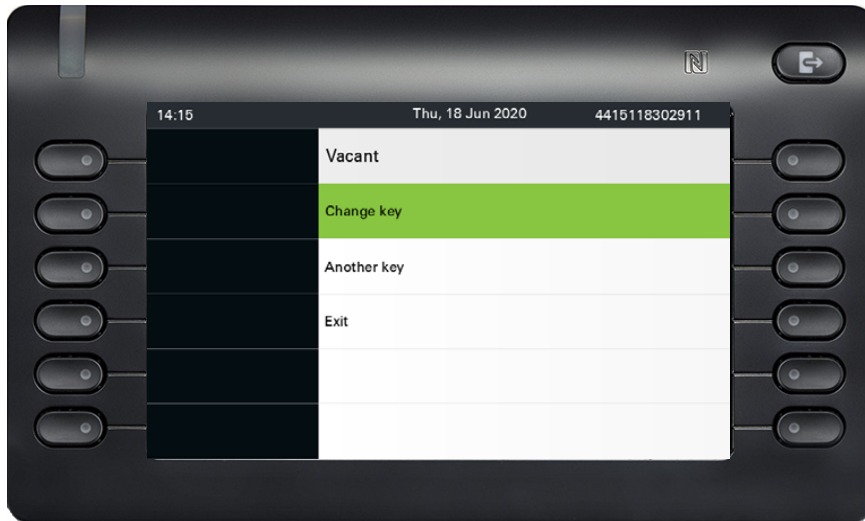 14:15 Thu, 18 Jun 2020 4415118302911
Vacant
Change key
Another key
Exit